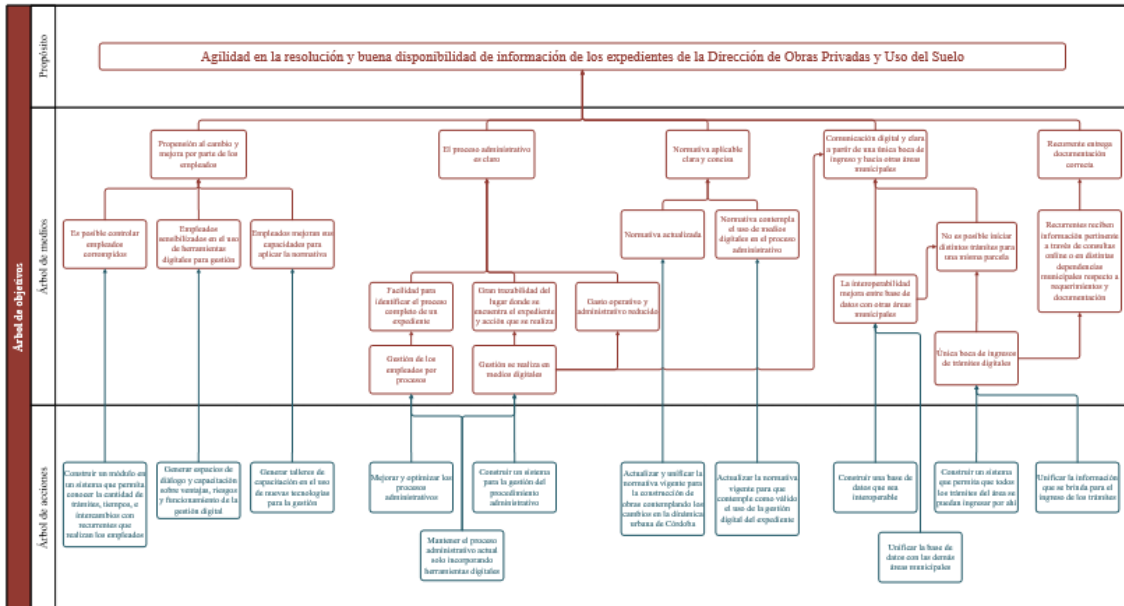 Árbol de objetivos
Propósito
Agilidad en la resolución y buena disponibilidad de información de los expedientes de la Dirección de Obras Privadas y Uso del Suelo
Árbol de medios
Propensión al cambio y
mejora por parte de los
empleados
El proceso administrativo
es claro
Normativa aplicable
clara y concisa
Comunicación digital y clara
a partir de una única boca de
ingreso y hacia otras áreas
municipales
Recurrente entrega
documentación
correcta
Es posible controlar
empleados
corrompidos
Empleados
sensibilizados en el uso
de herramientas
digitales para gestión
Empleados mejoran sus
capacidades para
aplicar la normativa
Normativa actualizada
Normativa contempla
el uso de medios
digitales en el proceso
administrativo
No es posible iniciar
distintos trámites para
una misma parcela
Recurrentes reciben
información pertinente
a través de consultas
online o en distintas
dependencias
municipales respecto a
requerimientos y
documentación
Facilidad para
identificar el proceso
completo de un
expediente
Gran trazabilidad del
lugar donde se
encuentra el expediente
y acción que se realiza
Gasto operativo y
administrativo reducido
La interoperabilidad
mejora entre base de
datos con otras áreas
municipales
Gestión de los
empleados por
procesos
Gestión se realiza en
medios digitales
Única boca de ingresos
de trámites digitales
Árbol de acciones
Construir un módulo en
un sistema que permita
conocer la cantidad de
trámites, tiempos, e
intercambios con
recurrentes que
realizan los empleados
Generar espacios de
diálogo y capacitación
sobre ventajas, riesgos
y funcionamiento de la
gestión digital
Generar talleres de
capacitación en el uso
de nuevas tecnologías
para la gestión
Mejorar y optimizar los
procesos
administrativos
Construir un sistema
para la gestión del
procedimiento
administrativo
Actualizar y unificar la
normativa vigente para
la construcción de
obras contemplando los
cambios en la dinámica
urbana de Córdoba
Actualizar la normativa
vigente para que
contemple como válido
el uso de la gestión
digital del expediente
Construir una base de
datos que sea
interoperable
Construir un sistema
que permita que todos
los trámites del área se
puedan ingresar por ahí
Unificar la información
que se brinda para el
ingreso de los trámites
Mantener el proceso
administrativo actual
solo incorporando
herramientas digitales
Unificar la base de
datos con las demás
áreas municipales